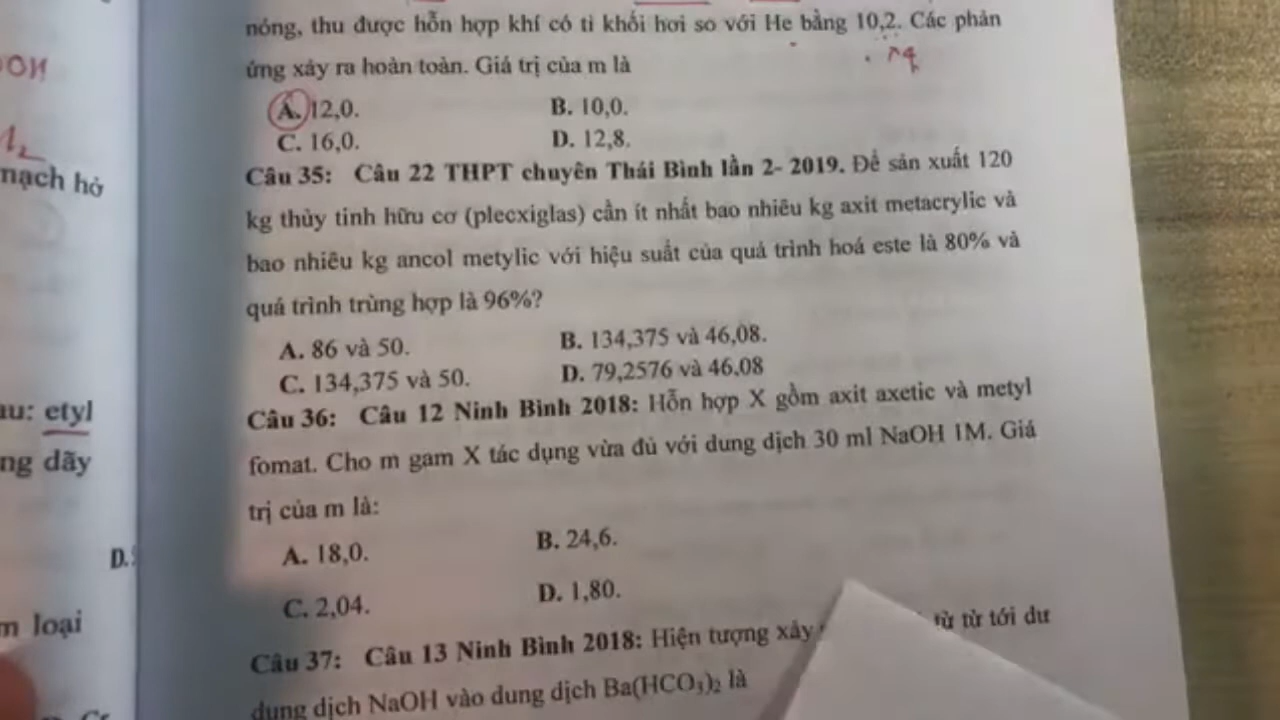 nóng, thu được hỗn hợp khí có tỉ khối hơi so với He bằng 10,2. Các phản
ứng xảy ra hoàn toàn. Giá trị của m là
A. 12,0. B. 10,0.
C. 16,0. D. 12,8.
Câu 35: Câu 22 THPT chuyên Thái Bình lần 2- 2019. Để sản xuất 120
kg thủy tinh hữu cơ (plecxiglas) cần ít nhất bao nhiêu kg axit metacrylic và
bao nhiêu kg ancol metylic với hiệu suất của quá trình hoá este là 80% và
quá trình trùng hợp là 96%?
A. 86 và 50. B. 134,375 và 46,08.
C. 134,375 và 50. D. 79,2576 và 46,08
Câu 36: Câu 12 Ninh Bình 2018: Hỗn hợp X gồm axit axetic và metyl
fomat. Cho m gam X tác dụng vừa đủ với dung dịch 30 ml NaOH 1M. Giá
trị của m là:
A. 18,0. B. 24,6.
C. 2,04. D. 1,80.
Câu 37: Câu 13 Ninh Bình 2018: Hiện tượng xảy từ từ tới dư
dung dịch NaOH vào dung dịch Ba(HCO₃)₂ là
mạch hở
etyl
ng dãy
D.
loại